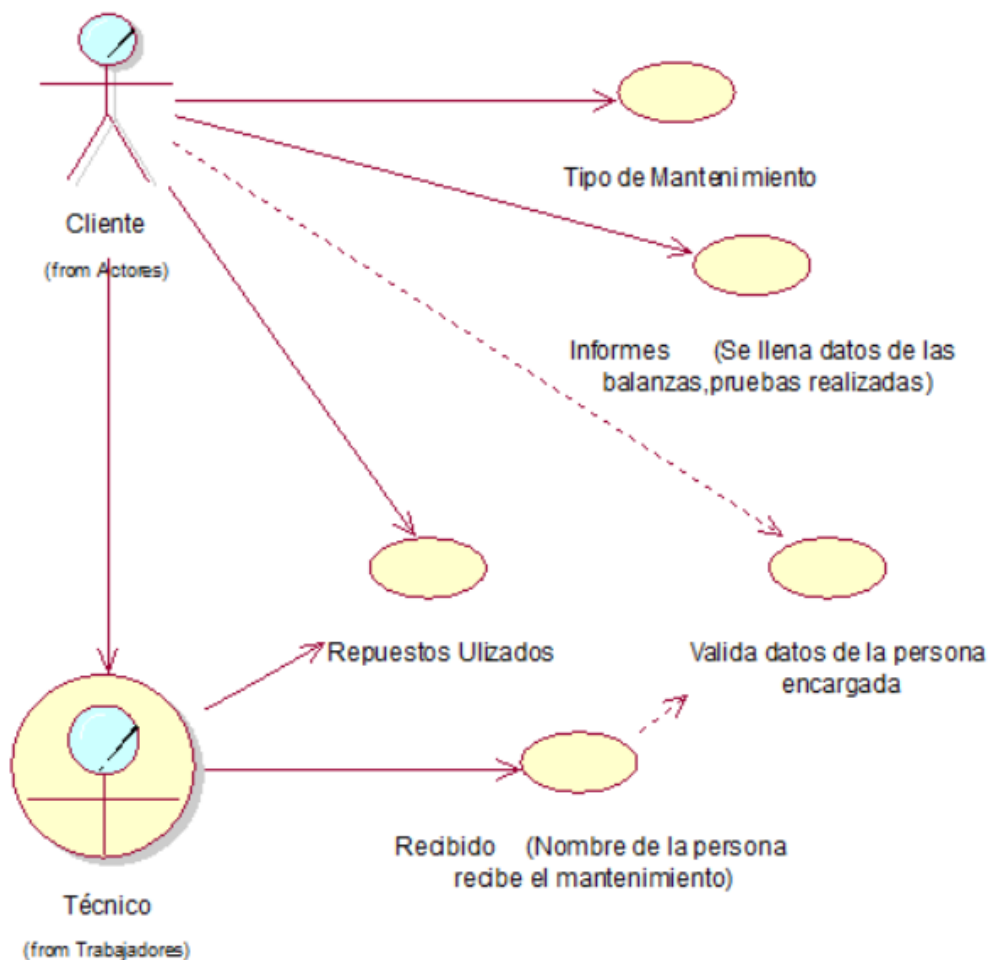 Tipo de Mantenimiento
Cliente
(from Actores)
Informes (Se llena datos de las
balanzas,pruebas realizadas)
Repuestos Ulizados
Valida datos de la persona
encargada
Recibido (Nombre de la persona
recibe el mantenimiento)
Técnico
(from Trabajadores)